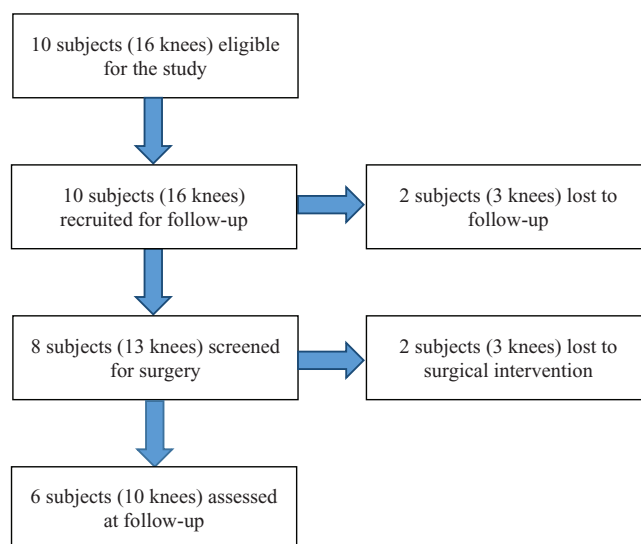 10 subjects (16 knees) eligible
for the study
10 subjects (16 knees)
recruited for follow-up
2 subjects (3 knees) lost to
follow-up
8 subjects (13 knees) screened
for surgery
2 subjects (3 knees) lost to
surgical intervention
6 subjects (10 knees) assessed
at follow-up